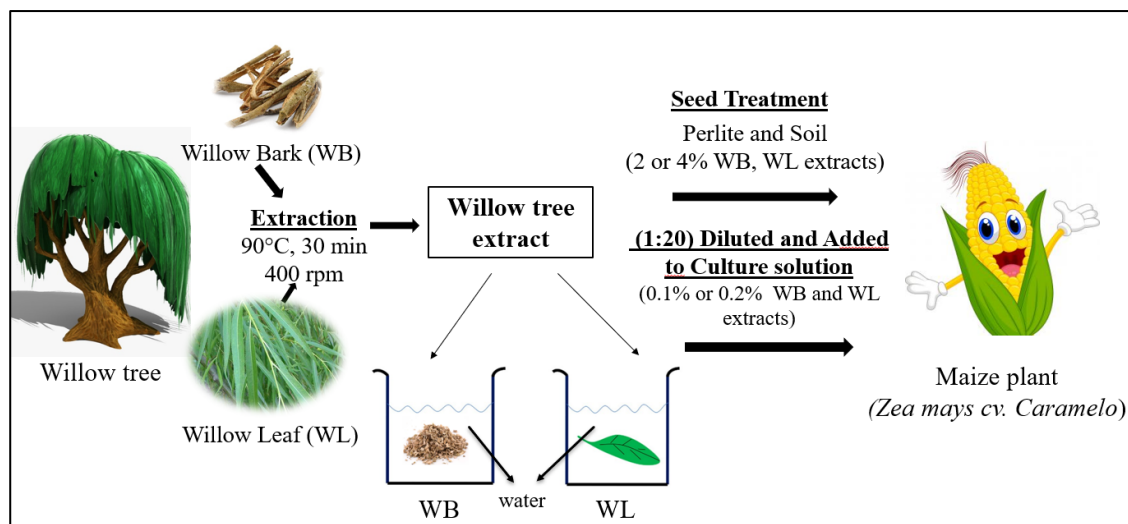 Willow tree
Willow Bark (WB)
Extraction
90°C, 30 min
400 rpm
Willow Leaf (WL)
Willow tree
extract
WB
water
WL
Seed Treatment
Perlite and Soil
(2 or 4% WB, WL extracts)
(1:20) Diluted and Added
to Culture solution
(0.1% or 0.2% WB and WL
extracts)
Maize plant
(Zea mays cv. Caramelo)